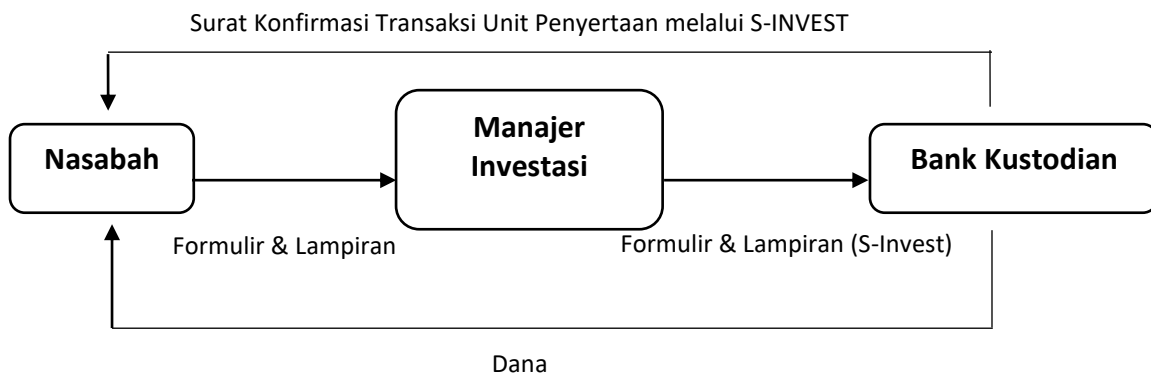 Surat Konfirmasi Transaksi Unit Penyertaan melalui S-INVEST
Nasabah
Manajer
Investasi
Bank Kustodian
Formulir & Lampiran
Formulir & Lampiran (S-Invest)
Dana